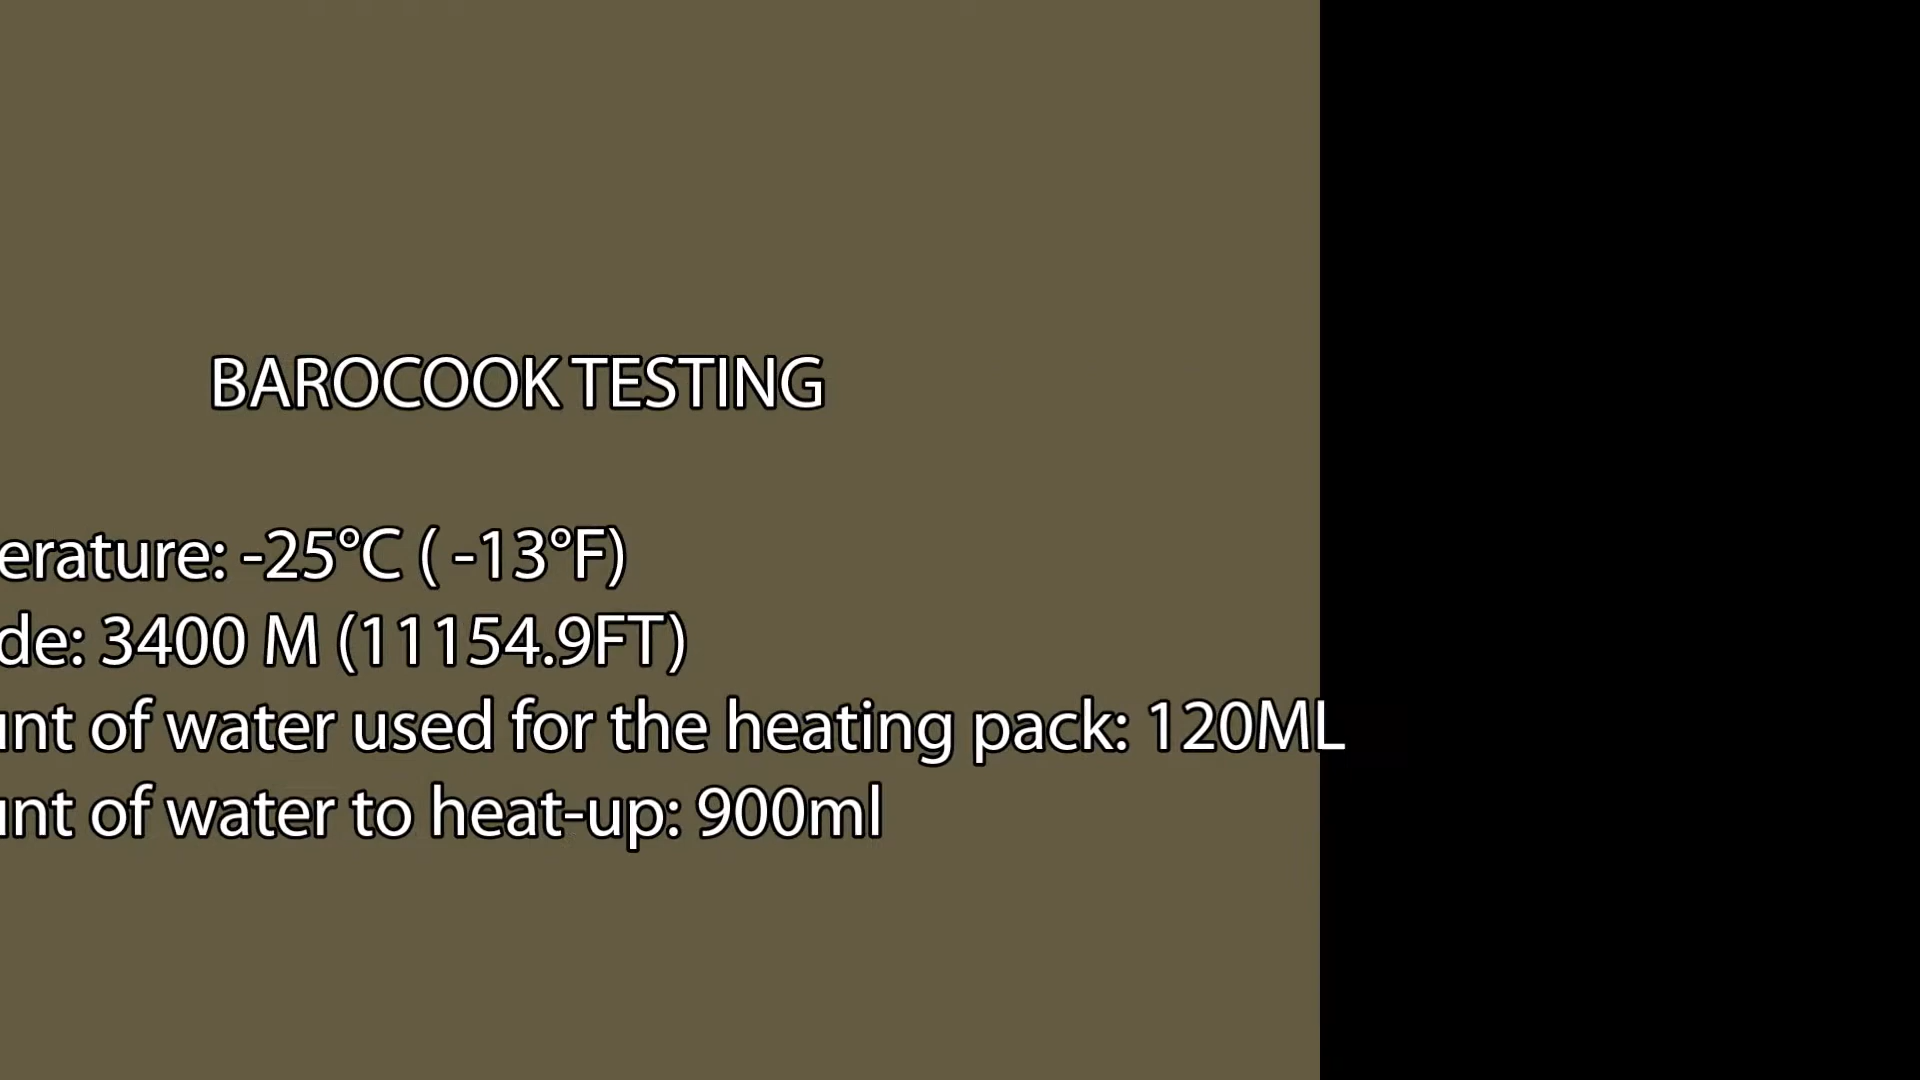 BAROCOOK TESTING
erature: -25°C ( -13°F)
de: 3400 M (11154.9FT)
unt of water used for the heating pack: 120ML
unt of water to heat-up: 900ml